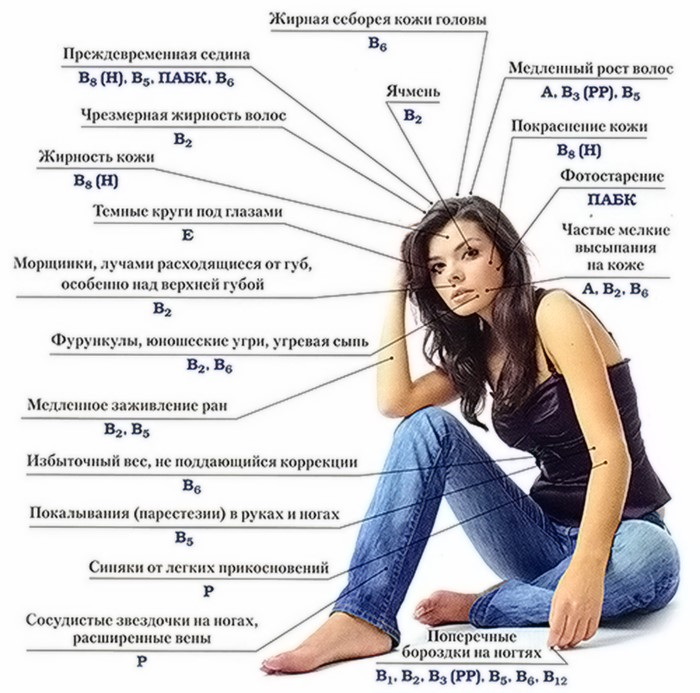 Жирная себорея кожи головы
B6
Преждевременная седина
B8 (H), B5, ПАБК, B6
Медленный рост волос
A, B3 (PP), B5
Ячмень
B2
Чрезмерная жирность волос
B2
Покраснение кожи
B8 (H)
Жирность кожи
B8 (H)
Фотостарение
ПАБК
Темные круги под глазами
E
Частые мелкие
высыпания
на коже
A, B2, B6
Морщинки, лучами расходящиеся от губ,
особенно над верхней губой
B2
Фурункулы, юношеские угри, угревая сыпь
B2, B6
Медленное заживление ран
B2, B5
Избыточный вес, не поддающийся коррекции
B6
Покалывания (парестезии) в руках и ногах
B5
Синяки от легких прикосновений
P
Сосудистые звездочки на ногах,
расширенные вены
P
Поперечные
бороздки на ногтях
B1, B2, B3 (PP), B5, B6, B12